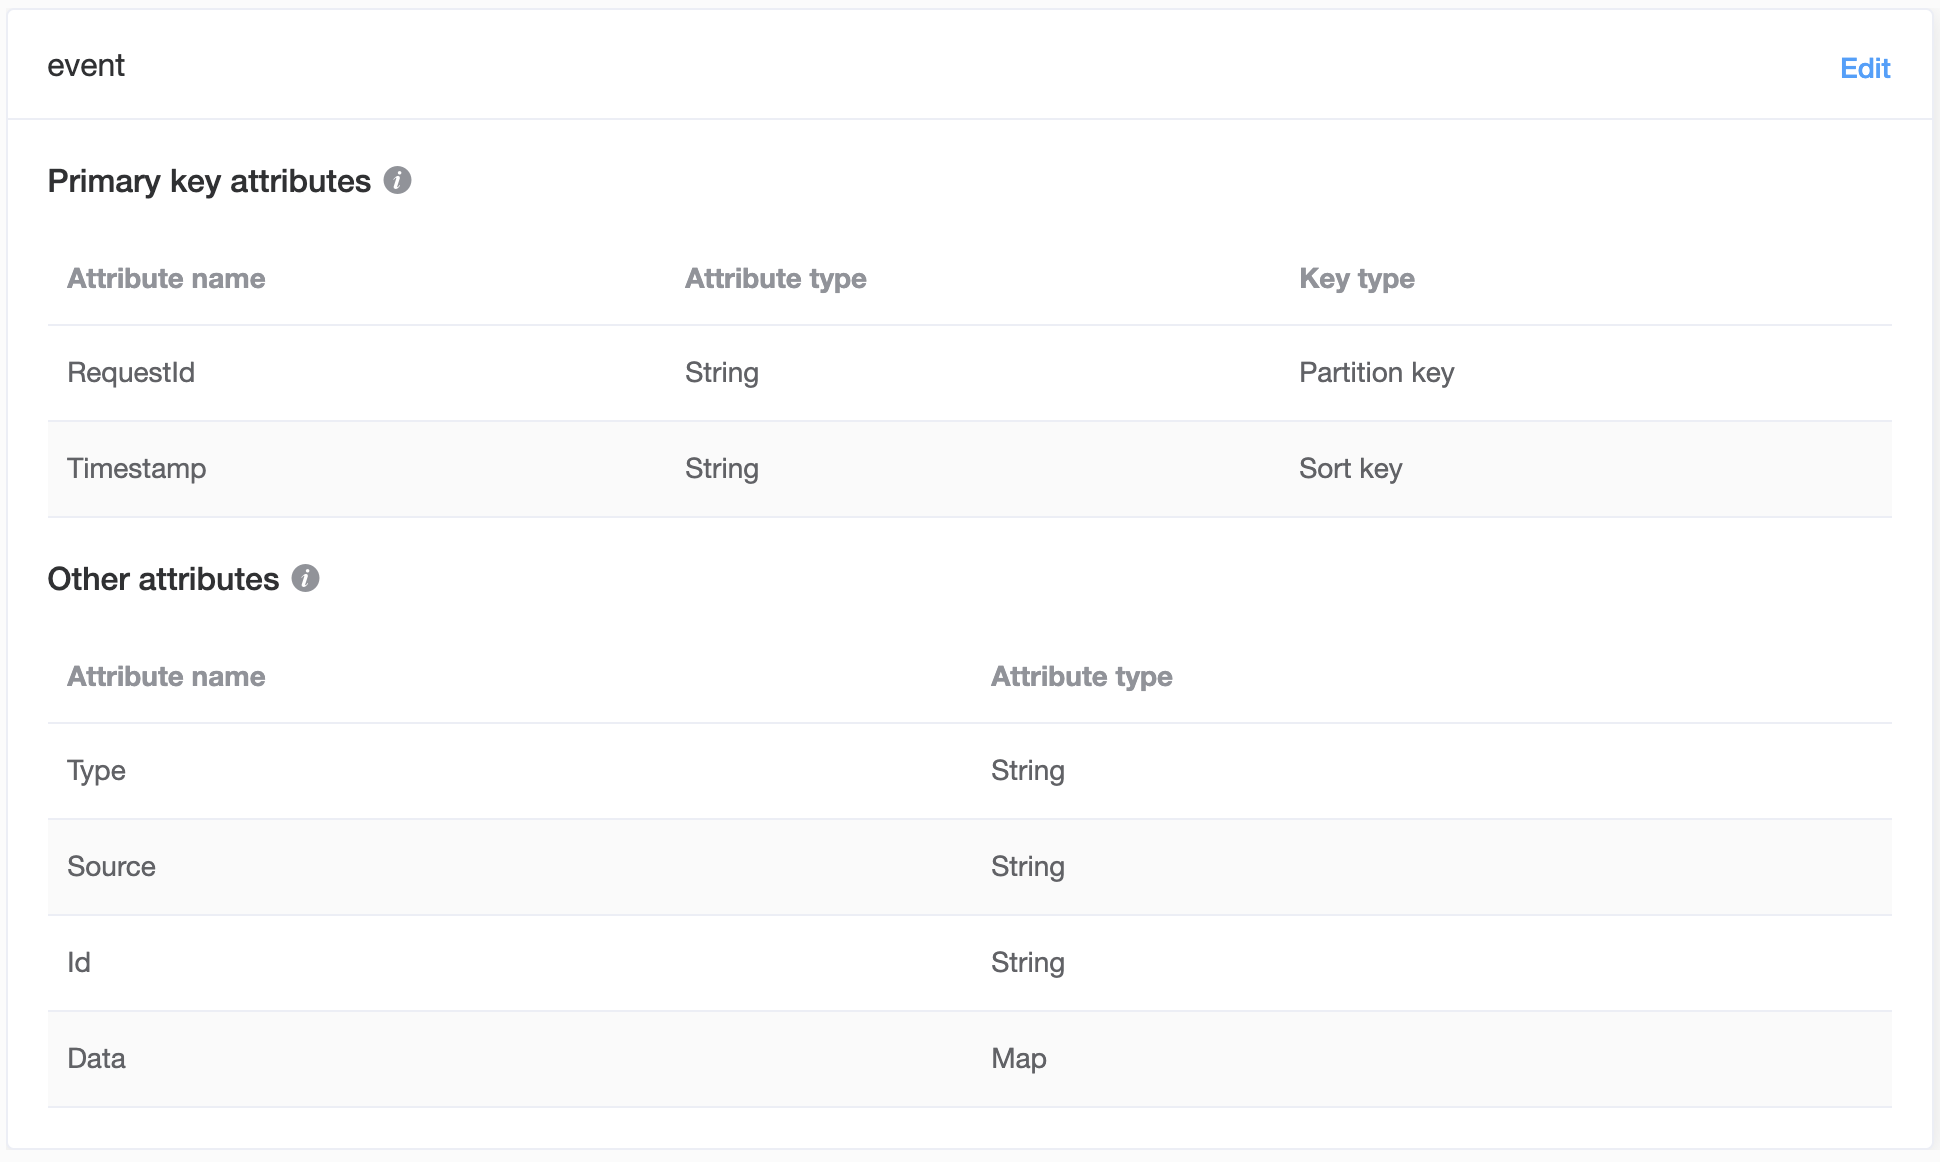 event
Edit
Primary key attributes
Attribute name Attribute type Key type
RequestId String Partition key
Timestamp String Sort key
Other attributes
Attribute name Attribute type
Type String
Source String
Id String
Data Map